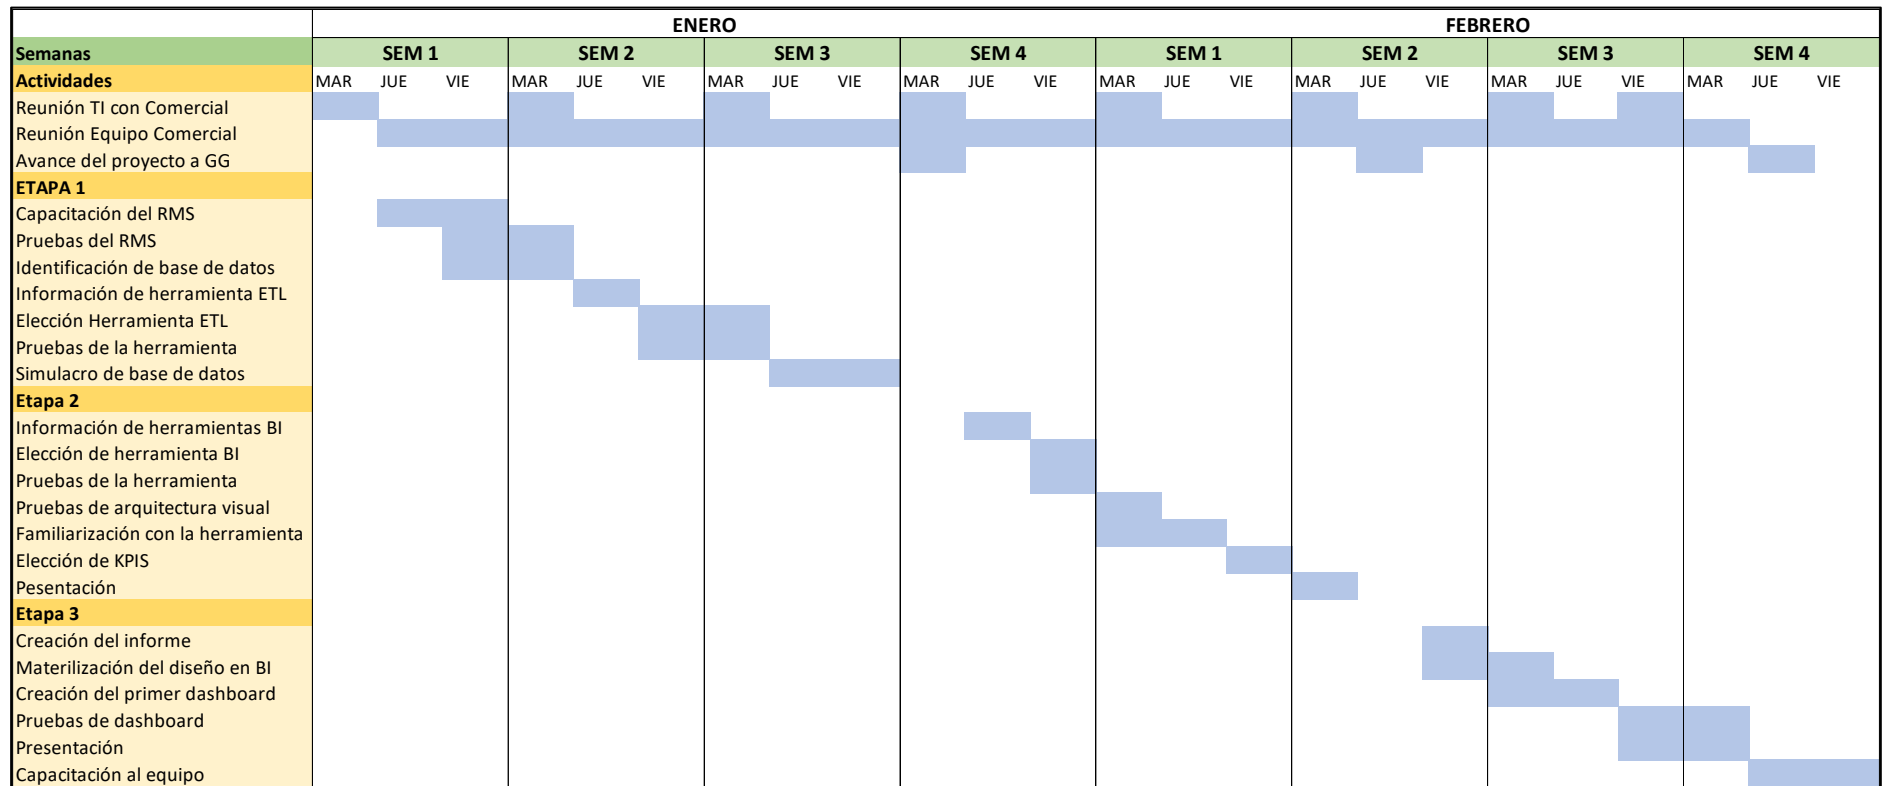 ENERO FEBRERO
Semanas SEM 1 SEM 2 SEM 3 SEM 4 SEM 1 SEM 2 SEM 3 SEM 4
Actividades MAR JUE VIE MAR JUE VIE MAR JUE VIE MAR JUE VIE MAR JUE VIE MAR JUE VIE MAR JUE VIE MAR JUE VIE
Reunión TI con Comercial
Reunión Equipo Comercial
Avance del proyecto a GG
ETAPA 1
Capacitación del RMS
Pruebas del RMS
Identificación de base de datos
Información de herramienta ETL
Elección Herramienta ETL
Pruebas de la herramienta
Simulacro de base de datos
Etapa 2
Información de herramientas BI
Elección de herramienta BI
Pruebas de la herramienta
Pruebas de arquitectura visual
Familiarización con la herramienta
Elección de KPIS
Pesentación
Etapa 3
Creación del informe
Materilización del diseño en BI
Creación del primer dashboard
Pruebas de dashboard
Presentación
Capacitación al equipo